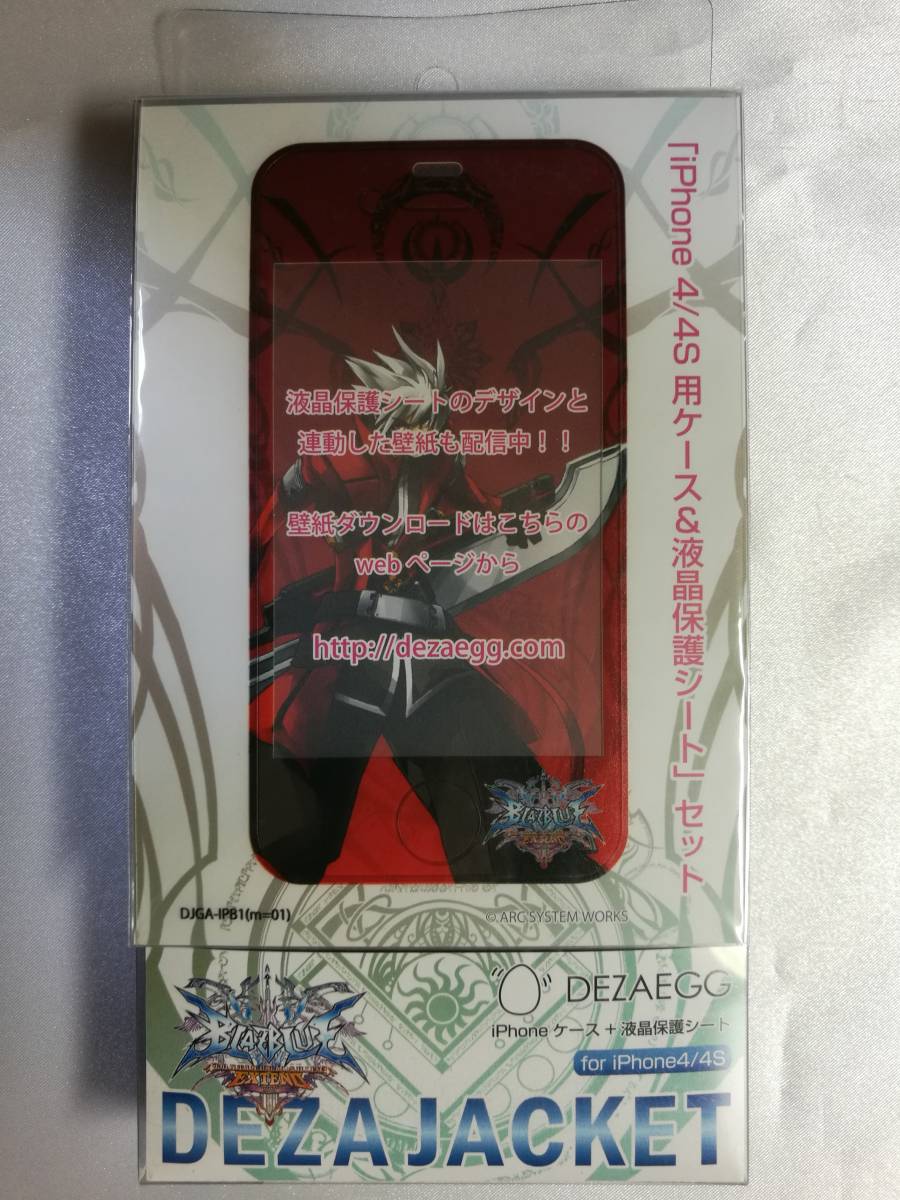 「iPhone 4/4S 用ケース&液晶保護シート」セット
液晶保護シートのデザインと
連動した壁紙も配信中！！
壁紙ダウンロードはこちらの
webページから
http://dezaegg.com
BLAZBLUE
EXTEND
DJGA-IPB1(m=01)
© ARC SYSTEM WORKS
BLAZBLUE
EXTEND
DEZAEGG
iPhone ケース＋液晶保護シート
for iPhone4/4S
DEZA JACKET